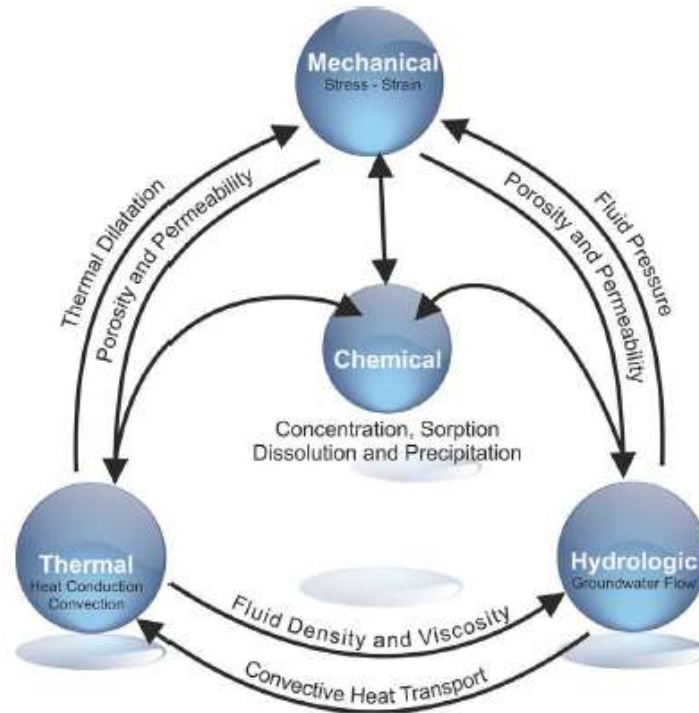 Mechanical
Stress - Strain
Thermal Dilatation
Porosity and Permeability
Porosity and Permeability
Fluid Pressure
Chemical
Concentration, Sorption
Dissolution and Precipitation
Thermal
Heat Conduction
Convection
Hydrologic
Groundwater Flow
Fluid Density and Viscosity
Convective Heat Transport